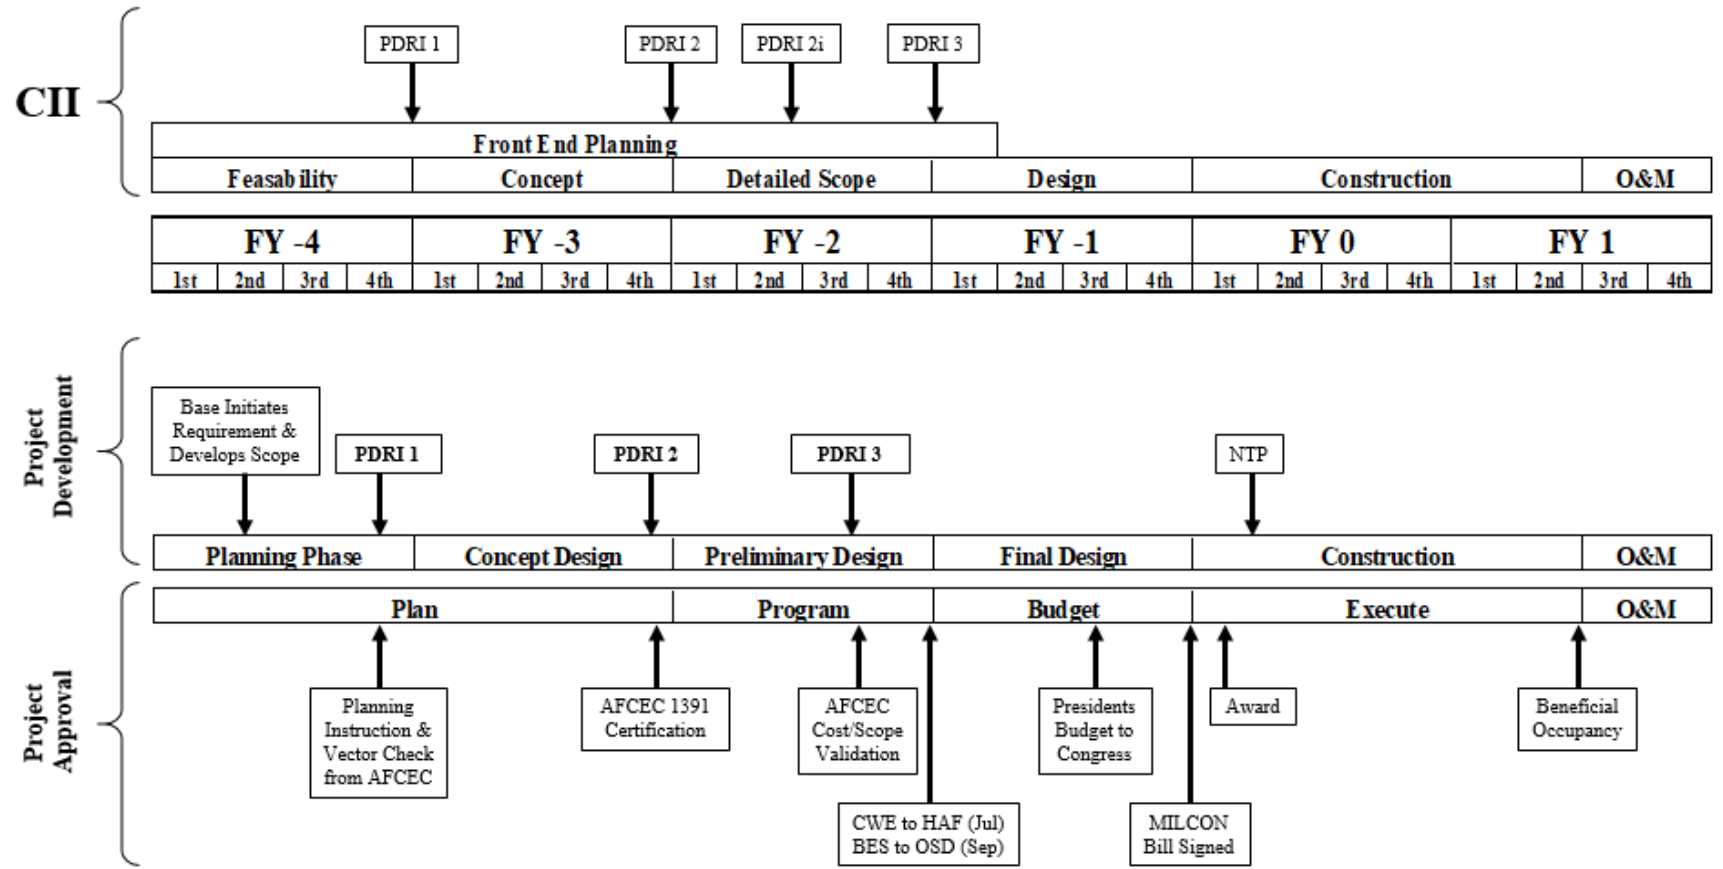 PDRI 1
PDRI 2
PDRI 2i
PDRI 3
CII
Front End Planning
Feasability
Concept
Detailed Scope
Design
Construction
O&M
FY -4
FY -3
FY -2
FY -1
FY 0
FY 1
1st 2nd 3rd 4th 1st 2nd 3rd 4th 1st 2nd 3rd 4th 1st 2nd 3rd 4th 1st 2nd 3rd 4th 1st 2nd 3rd 4th
Project
Development
Base Initiates
Requirement &
Develops Scope
PDRI 1
PDRI 2
PDRI 3
NTP
Planning Phase
Concept Design
Preliminary Design
Final Design
Construction
O&M
Project
Approval
Plan
Program
Budget
Execute
O&M
Planning
Instruction &
Vector Check
from AFCEC
AFCEC 1391
Certification
AFCEC
Cost/Scope
Validation
Presidents
Budget to
Congress
Award
Beneficial
Occupancy
CWE to HAF (Jul)
BES to OSD (Sep)
MILCON
Bill Signed